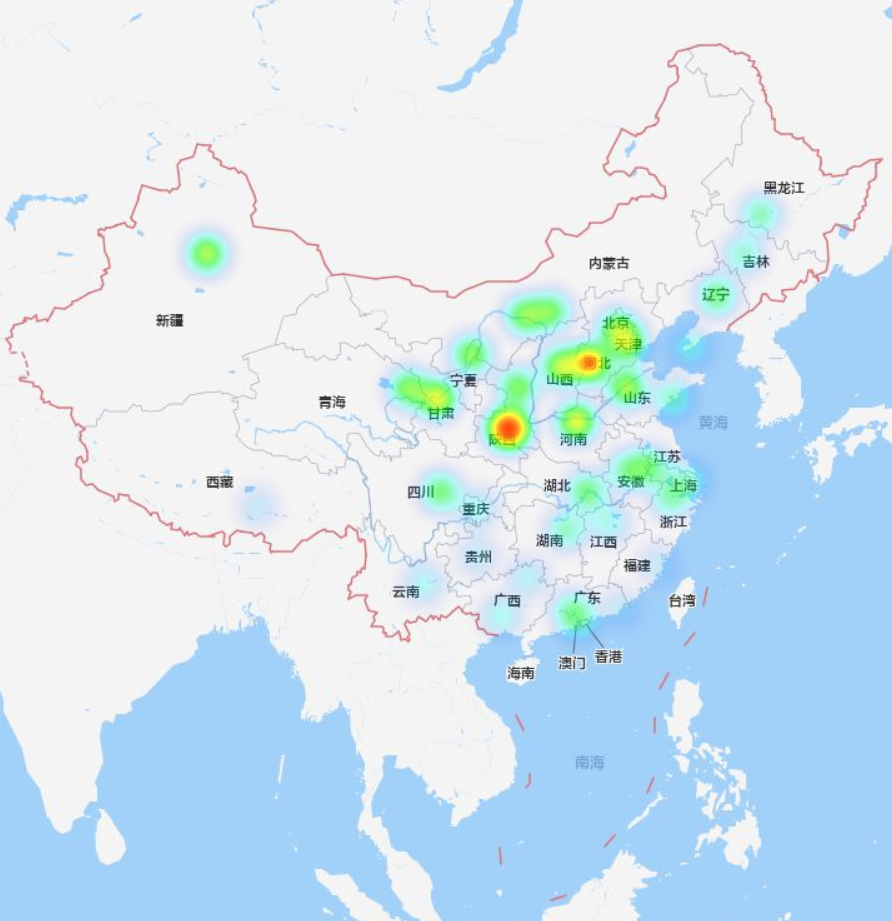 黑龙江
吉林
内蒙古
辽宁
新疆
北京
天津
河北
山西
宁夏
青海
山东
甘肃
黄海
陕西
河南
江苏
西藏
安徽
上海
湖北
四川
重庆
浙江
湖南
江西
贵州
福建
云南
广西
广东
台湾
香港
澳门
海南
南海